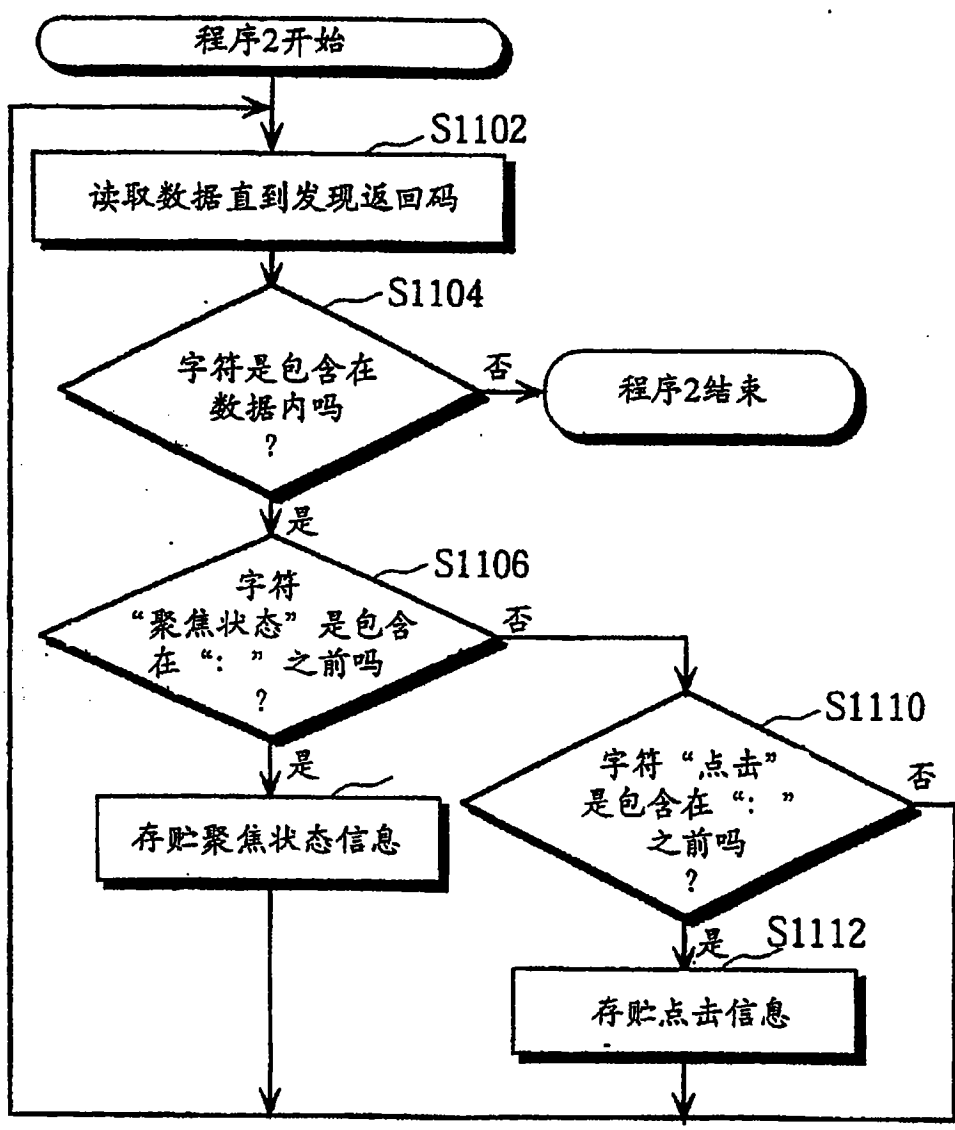 程序2开始
S1102
读取数据直到发现返回码
S1104
字符是包含在
数据内吗
?
否
程序2结束
是
S1106
字符
“聚焦状态”是包含
在“: ”之前吗
?
否
是
存贮聚焦状态信息
S1110
字符“点击”
是包含在“: ”
之前吗
?
否
是
S1112
存贮点击信息